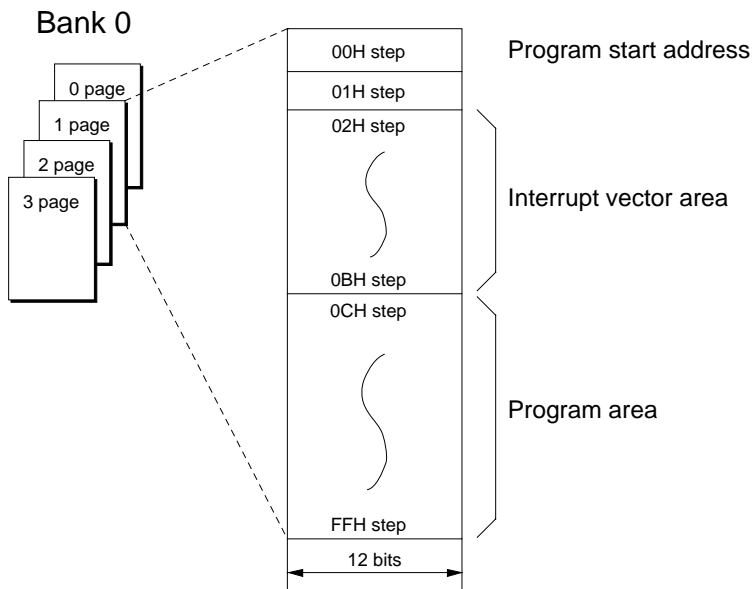 Bank 0
0 page
1 page
2 page
3 page
00H step
Program start address
01H step
02H step
Interrupt vector area
0BH step
0CH step
Program area
FFH step
12 bits